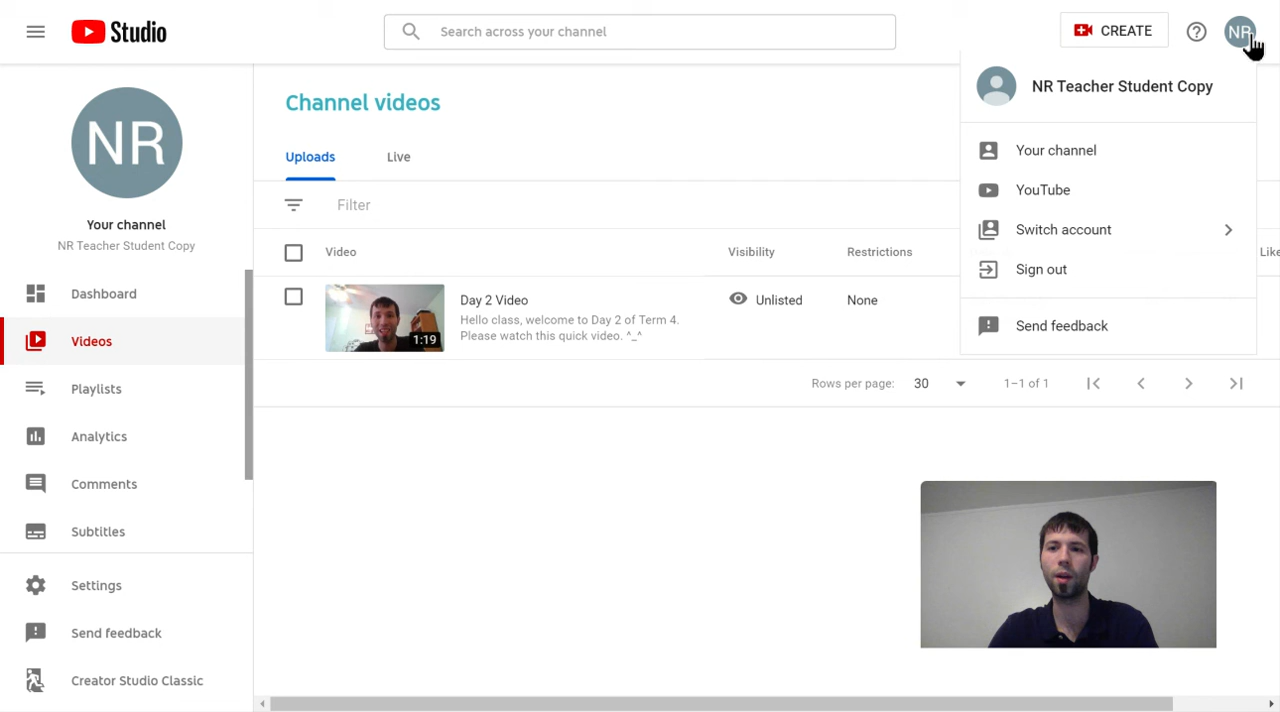 Studio
Search across your channel
CREATE
NR
NR Teacher Student Copy
Your channel
YouTube
Switch account
Sign out
Send feedback
NR
Your channel
NR Teacher Student Copy
Dashboard
Videos
Playlists
Analytics
Comments
Subtitles
Settings
Send feedback
Creator Studio Classic
Channel videos
Uploads
Live
Filter
Video
Visibility
Restrictions
Like
1:19
Day 2 Video
Hello class, welcome to Day 2 of Term 4.
Please watch this quick video. ^_^
Unlisted
None
Rows per page:
30
1–1 of 1